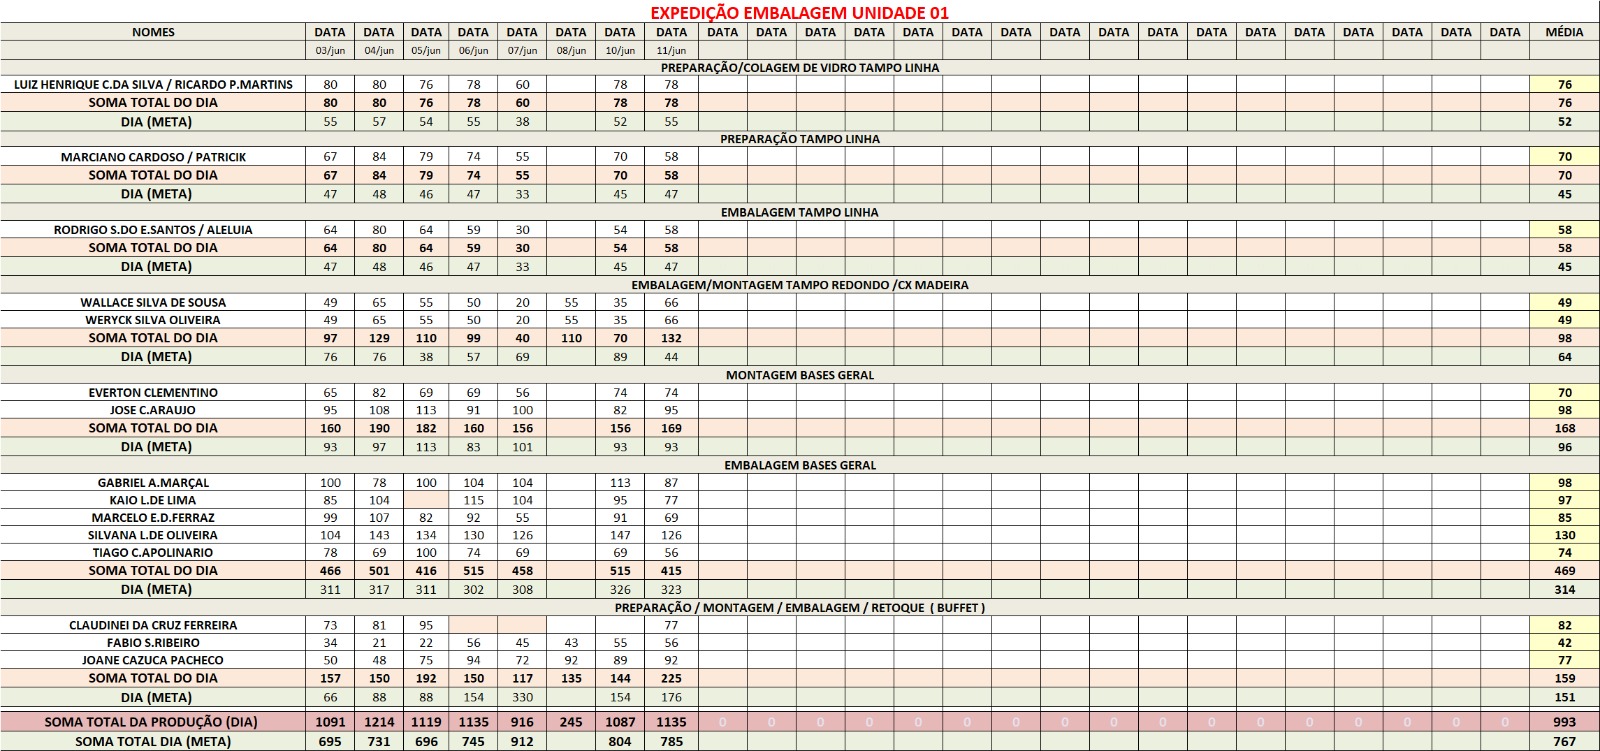 EXPEDIÇÃO EMBALAGEM UNIDADE 01
NOMES DATA DATA DATA DATA DATA DATA DATA DATA DATA DATA DATA DATA DATA DATA DATA DATA DATA DATA DATA DATA DATA DATA DATA DATA DATA MÉDIA
03/jun 04/jun 05/jun 06/jun 07/jun 08/jun 10/jun 11/jun
PREPARAÇÃO/COLAGEM DE VIDRO TAMPO LINHA
LUIZ HENRIQUE C.DA SILVA / RICARDO P.MARTINS 80 80 76 78 60 78 78 76
SOMA TOTAL DO DIA 80 80 76 78 60 78 78 76
DIA (META) 55 57 54 55 38 52 55 52
PREPARAÇÃO TAMPO LINHA
MARCIANO CARDOSO / PATRICIK 67 84 79 74 55 70 58 70
SOMA TOTAL DO DIA 67 84 79 74 55 70 58 70
DIA (META) 47 48 46 47 33 45 47 45
EMBALAGEM TAMPO LINHA
RODRIGO S.DO E.SANTOS / ALELUIA 64 80 64 59 30 54 58 58
SOMA TOTAL DO DIA 64 80 64 59 30 54 58 58
DIA (META) 47 48 46 47 33 45 47 45
EMBALAGEM/MONTAGEM TAMPO REDONDO /CX MADEIRA
WALLACE SILVA DE SOUSA 49 65 55 50 20 55 35 66 49
WERYCK SILVA OLIVEIRA 49 65 55 50 20 55 35 66 49
SOMA TOTAL DO DIA 97 129 110 99 40 110 70 132 98
DIA (META) 76 76 38 57 69 89 44 64
MONTAGEM BASES GERAL
EVERTON CLEMENTINO 65 82 69 69 56 74 74 70
JOSE C.ARAUJO 95 108 113 91 100 82 95 98
SOMA TOTAL DO DIA 160 190 182 160 156 156 169 168
DIA (META) 93 97 113 83 101 93 93 96
EMBALAGEM BASES GERAL
GABRIEL A.MARÇAL 100 78 100 104 104 113 87 98
KAIO L.DE LIMA 85 104 115 104 95 77 97
MARCELO E.D.FERRAZ 99 107 82 92 55 91 69 85
SILVANA L.DE OLIVEIRA 104 143 134 130 126 147 126 130
TIAGO C.APOLINARIO 78 69 100 74 69 69 56 74
SOMA TOTAL DO DIA 466 501 416 515 458 515 415 469
DIA (META) 311 317 311 302 308 326 323 314
PREPARAÇÃO / MONTAGEM / EMBALAGEM / RETOQUE ( BUFFET )
CLAUDINEI DA CRUZ FERREIRA 73 81 95 77 82
FABIO S.RIBEIRO 34 21 22 56 45 43 55 56 42
JOANE CAZUCA PACHECO 50 48 75 94 72 92 89 92 77
SOMA TOTAL DO DIA 157 150 192 150 117 135 144 225 159
DIA (META) 66 88 88 154 330 154 176 151
SOMA TOTAL DA PRODUÇÃO (DIA) 1091 1214 1119 1135 916 245 1087 1135 0 0 0 0 0 0 0 0 0 0 0 0 0 0 0 0 0 993
SOMA TOTAL DIA (META) 695 731 696 745 912 804 785 767